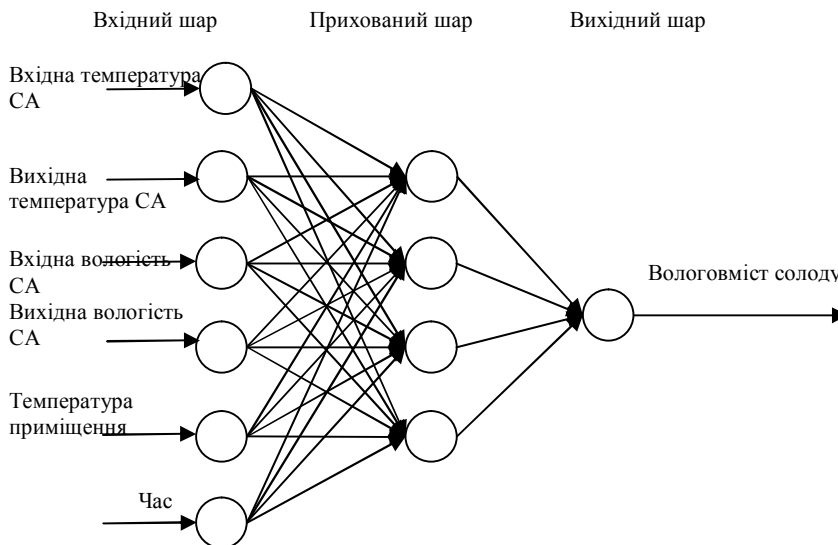 Вхідний шар
Прихований шар
Вихідний шар
Вхідна температура
СА
Вихідна
температура СА
Вхідна вологість
СА
Вихідна вологість
СА
Температура
приміщення
Час
Вологовміст солоду